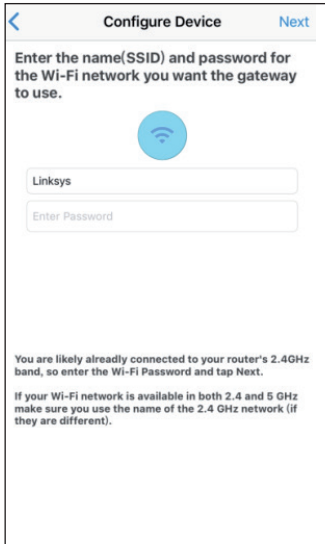 Configure Device
Next
Enter the name(SSID) and password for
the Wi-Fi network you want the gateway
to use.
Linksys
Enter Password
You are likely alreadly connected to your router's 2.4GHz
band, so enter the Wi-Fi Password and tap Next.
If your Wi-Fi network is available in both 2.4 and 5 GHz
make sure you use the name of the 2.4 GHz network (if
they are different).